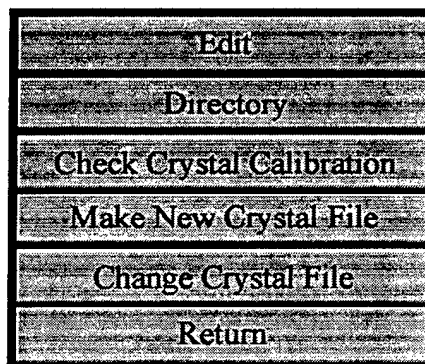 Edit
Directory
Check Crystal Calibration
Make New Crystal File
Change Crystal File
Return